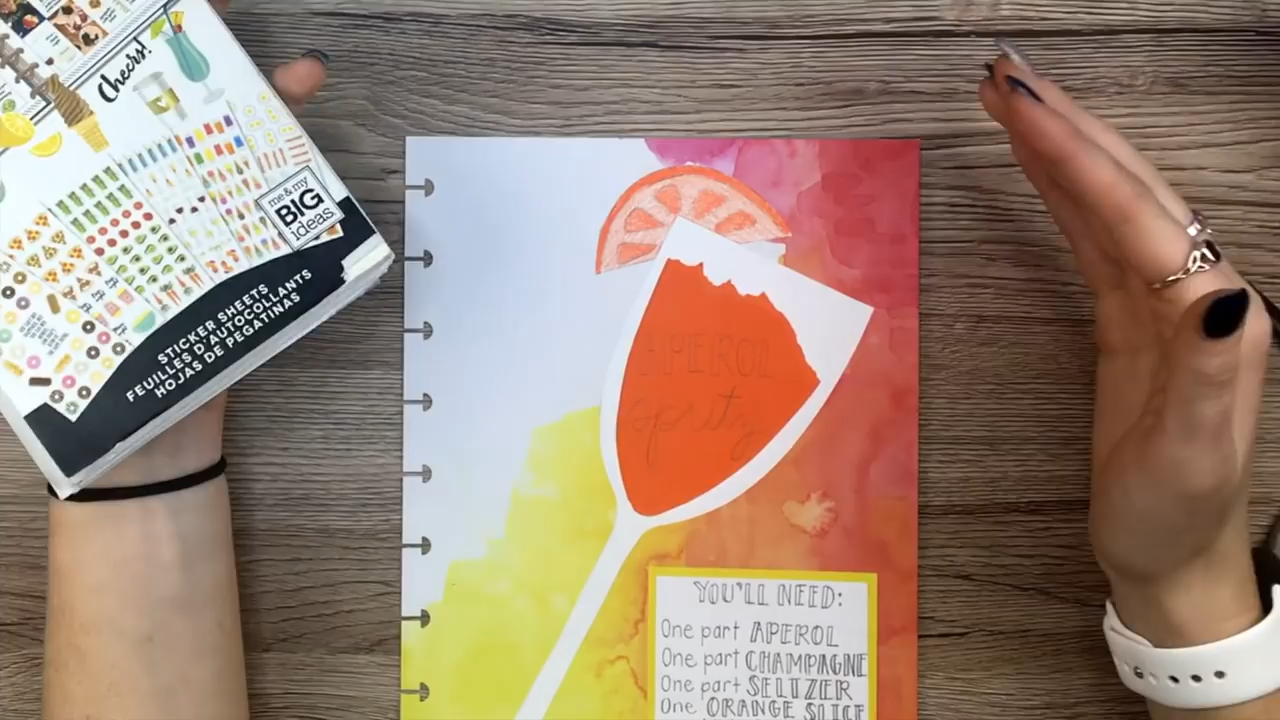 Cheers!
me & my
BIG
ideas
STICKER SHEETS
FEUILLES D'AUTOCOLLANTS
HOJAS DE PEGATINAS
APEROL
spritz
YOU'LL NEED:
One part APEROL
One part CHAMPAGNE
One part SELTZER
One ORANGE SLICE